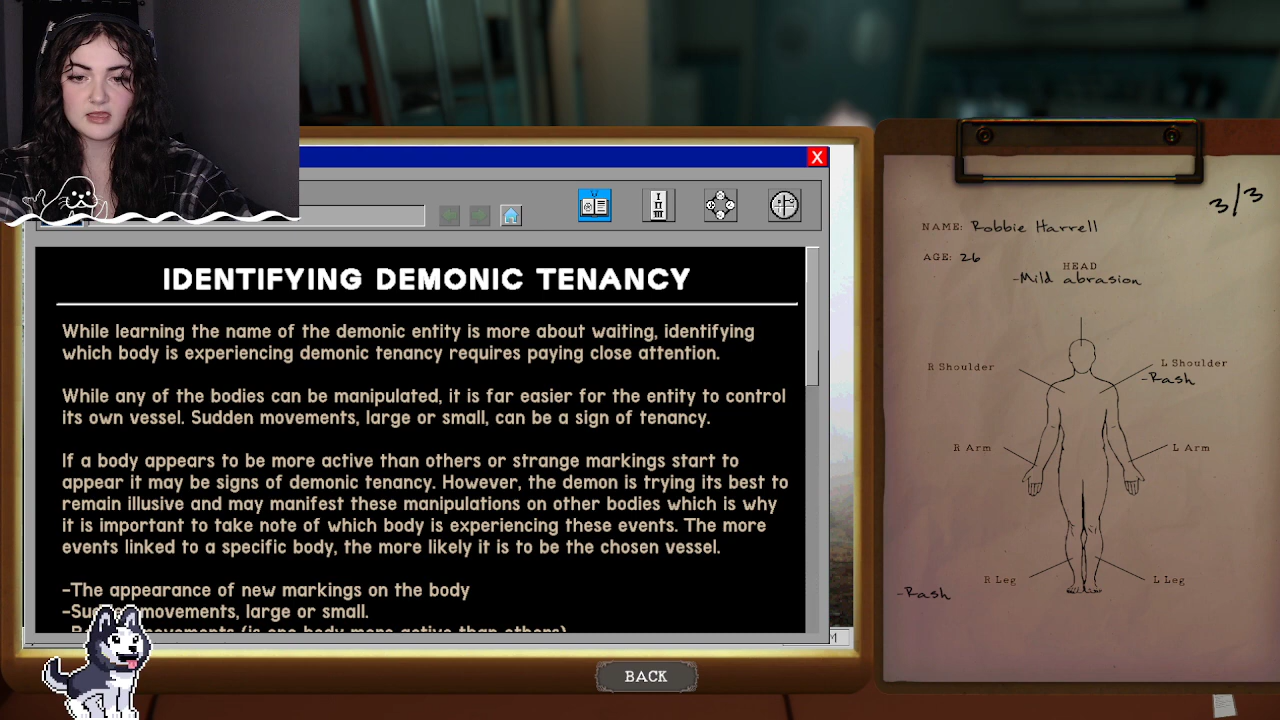 X
IDENTIFYING DEMONIC TENANCY
While learning the name of the demonic entity is more about waiting, identifying
which body is experiencing demonic tenancy requires paying close attention.
While any of the bodies can be manipulated, it is far easier for the entity to control
its own vessel. Sudden movements, large or small, can be a sign of tenancy.
If a body appears to be more active than others or strange markings start to
appear it may be signs of demonic tenancy. However, the demon is trying its best to
remain illusive and may manifest these manipulations on other bodies which is why
it is important to take note of which body is experiencing these events. The more
events linked to a specific body, the more likely it is to be the chosen vessel.
-The appearance of new markings on the body
movements, large or small.
(is one body more active than others)
BACK
3/3
NAME: Robbie Harrell
AGE: 26
HEAD
-Mild abrasion
R Shoulder
L Shoulder
-Rash
R Arm
L Arm
R Leg
L Leg
-Rash